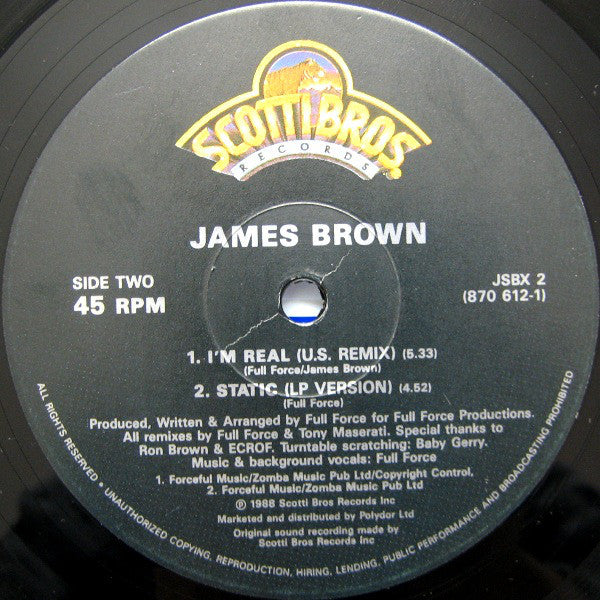 SCOTTI BROS.
RECORDS
JAMES BROWN
SIDE TWO
45 RPM
JSBX 2
(870 612-1)
1. I'M REAL (U.S. REMIX) (5.33)
(Full Force/James Brown)
2. STATIC (LP VERSION) (4.52)
(Full Force)
Produced, Written & Arranged by Full Force for Full Force Productions.
All remixes by Full Force & Tony Maserati. Special thanks to
Ron Brown & ECROF. Turntable scratching: Baby Gerry.
Music & background vocals: Full Force
1. Forceful Music/Zomba Music Pub Ltd/Copyright Control,
2. Forceful Music/Zomba Music Pub Ltd
℗ 1988 Scotti Bros Records Inc
Marketed and distributed by Polydor Ltd
Original sound recording made by
Scotti Bros Records Inc
ALL RIGHTS RESERVED • UNAUTHORIZED COPYING, REPRODUCTION, HIRING, LENDING, PUBLIC PERFORMANCE AND BROADCASTING PROHIBITED